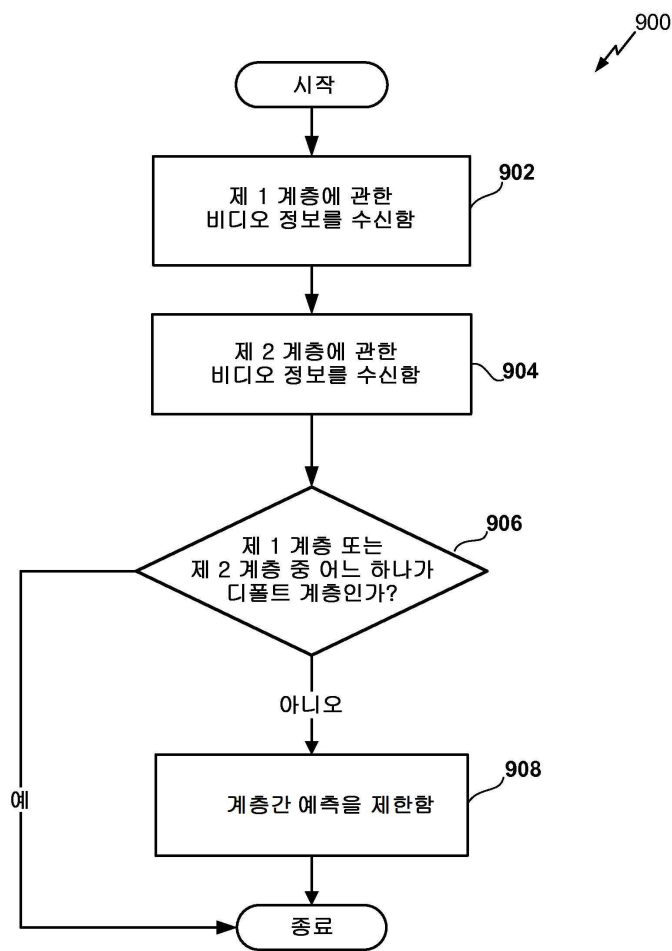 900
시작
902
제 1 계층에 관한
비디오 정보를 수신함
제 2 계층에 관한
비디오 정보를 수신함
904
906
제 1 계층 또는
제 2 계층 중 어느 하나가
디폴트 계층인가?
아니오
908
계층간 예측을 제한함
예
종료